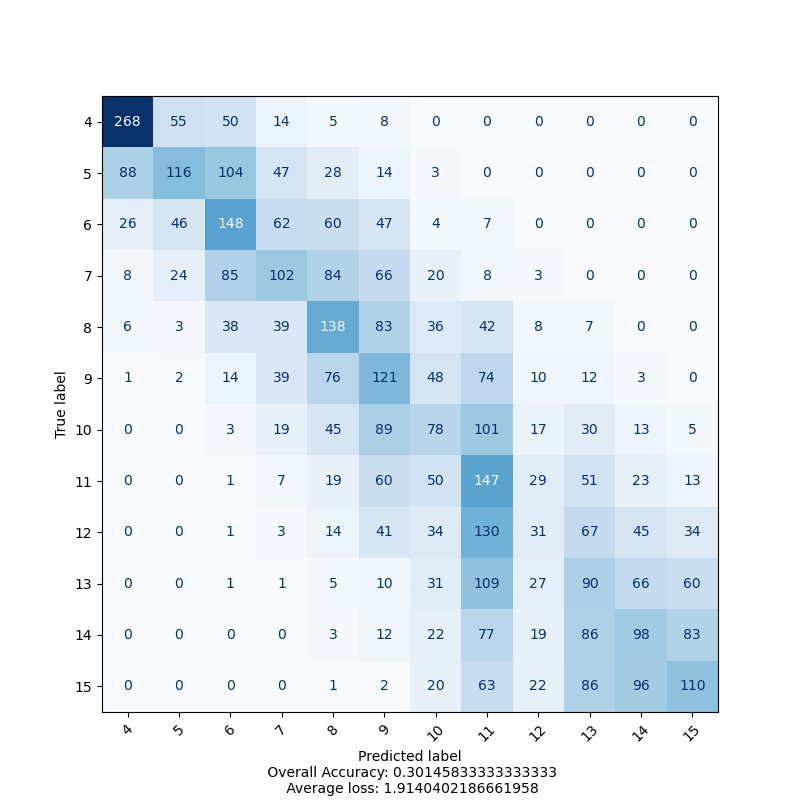 4 268 55 50 14 5 8 0 0 0 0 0 0
5 88 116 104 47 28 14 3 0 0 0 0 0
6 26 46 148 62 60 47 4 7 0 0 0 0
7 8 24 85 102 84 66 20 8 3 0 0 0
8 6 3 38 39 138 83 36 42 8 7 0 0
9 1 2 14 39 76 121 48 74 10 12 3 0
True label
10 0 0 3 19 45 89 78 101 17 30 13 5
11 0 0 1 7 19 60 50 147 29 51 23 13
12 0 0 1 3 14 41 34 130 31 67 45 34
13 0 0 1 1 5 10 31 109 27 90 66 60
14 0 0 0 0 3 12 22 77 19 86 98 83
15 0 0 0 0 1 2 20 63 22 86 96 110
4 5 6 7 8 9 10 11 12 13 14 15
Predicted label
Overall Accuracy: 0.30145833333333333
Average loss: 1.9140402186661958